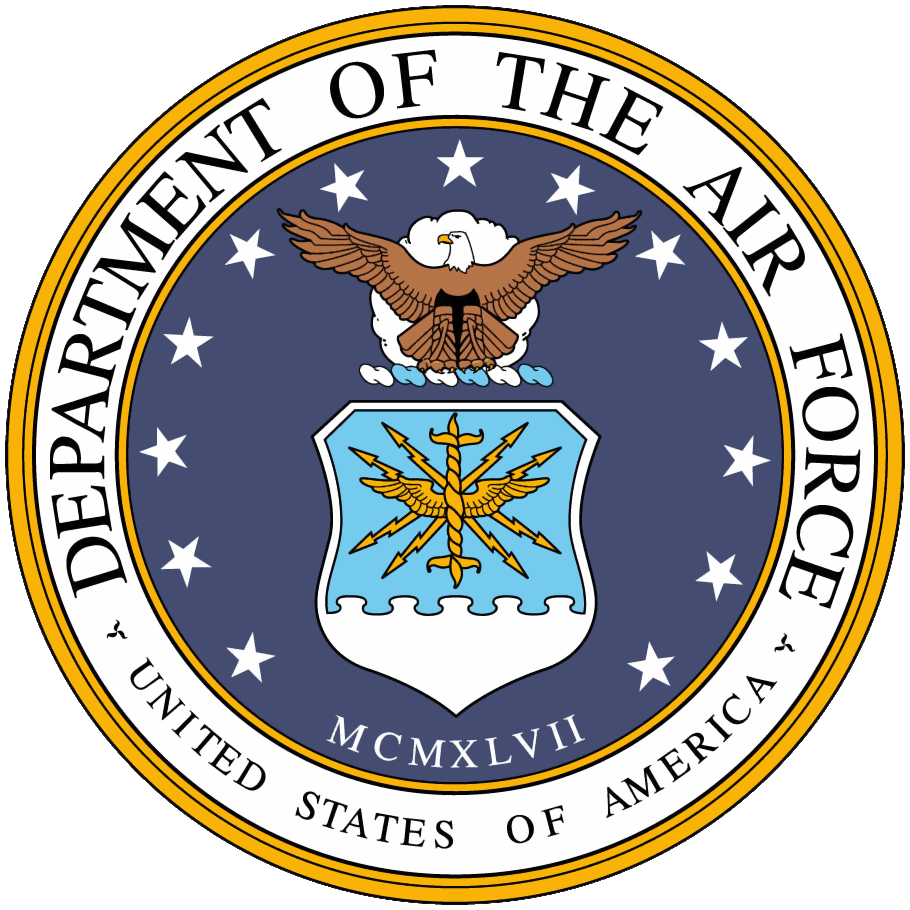 DEPARTMENT OF THE AIR FORCE
UNITED STATES OF AMERICA
MCMXLVII